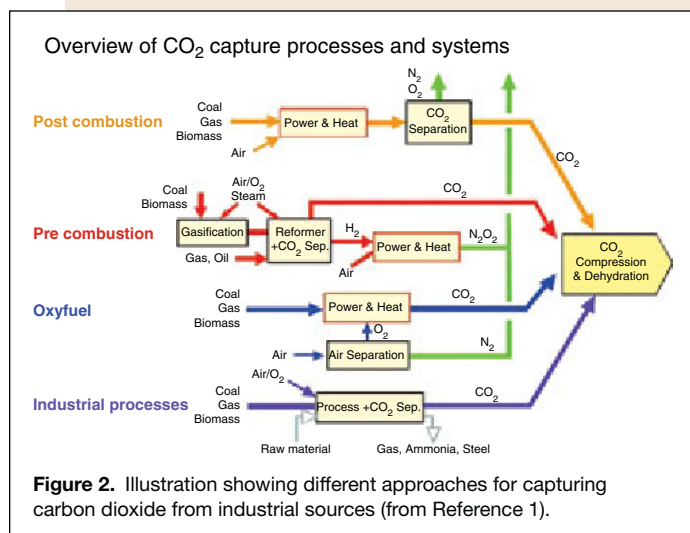 Overview of CO₂ capture processes and systems
N₂
O₂
Post combustion
Coal
Gas
Biomass
Air
Power & Heat
CO₂
Separation
CO₂
Pre combustion
Coal
Biomass
Air/O₂
Steam
Gasification
Gas, Oil
Reformer
+CO₂ Sep.
H₂
Air
Power & Heat
N₂O₂
CO₂
CO₂
Compression
& Dehydration
Oxyfuel
Coal
Gas
Biomass
Power & Heat
CO₂
O₂
Air
Air Separation
N₂
Industrial processes
Coal
Gas
Biomass
Air/O₂
Process +CO₂ Sep.
CO₂
Raw material
Gas, Ammonia, Steel
Figure 2. Illustration showing different approaches for capturing
carbon dioxide from industrial sources (from Reference 1).